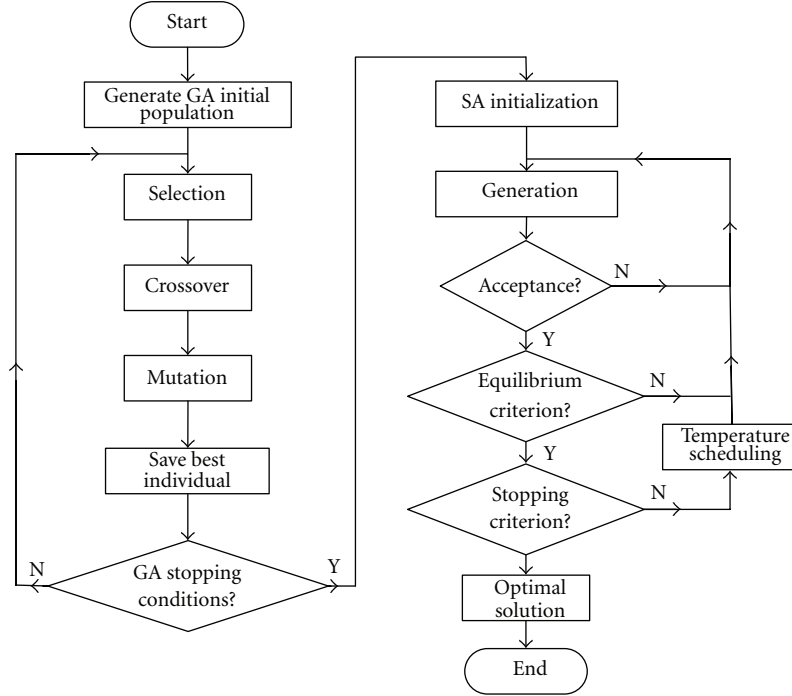 Start
Generate GA initial
population
Selection
Crossover
Mutation
Save best
individual
N
GA stopping
conditions?
Y
SA initialization
Generation
Acceptance?
N
Y
Equilibrium
criterion?
N
Y
Temperature
scheduling
Stopping
criterion?
N
Optimal
solution
End